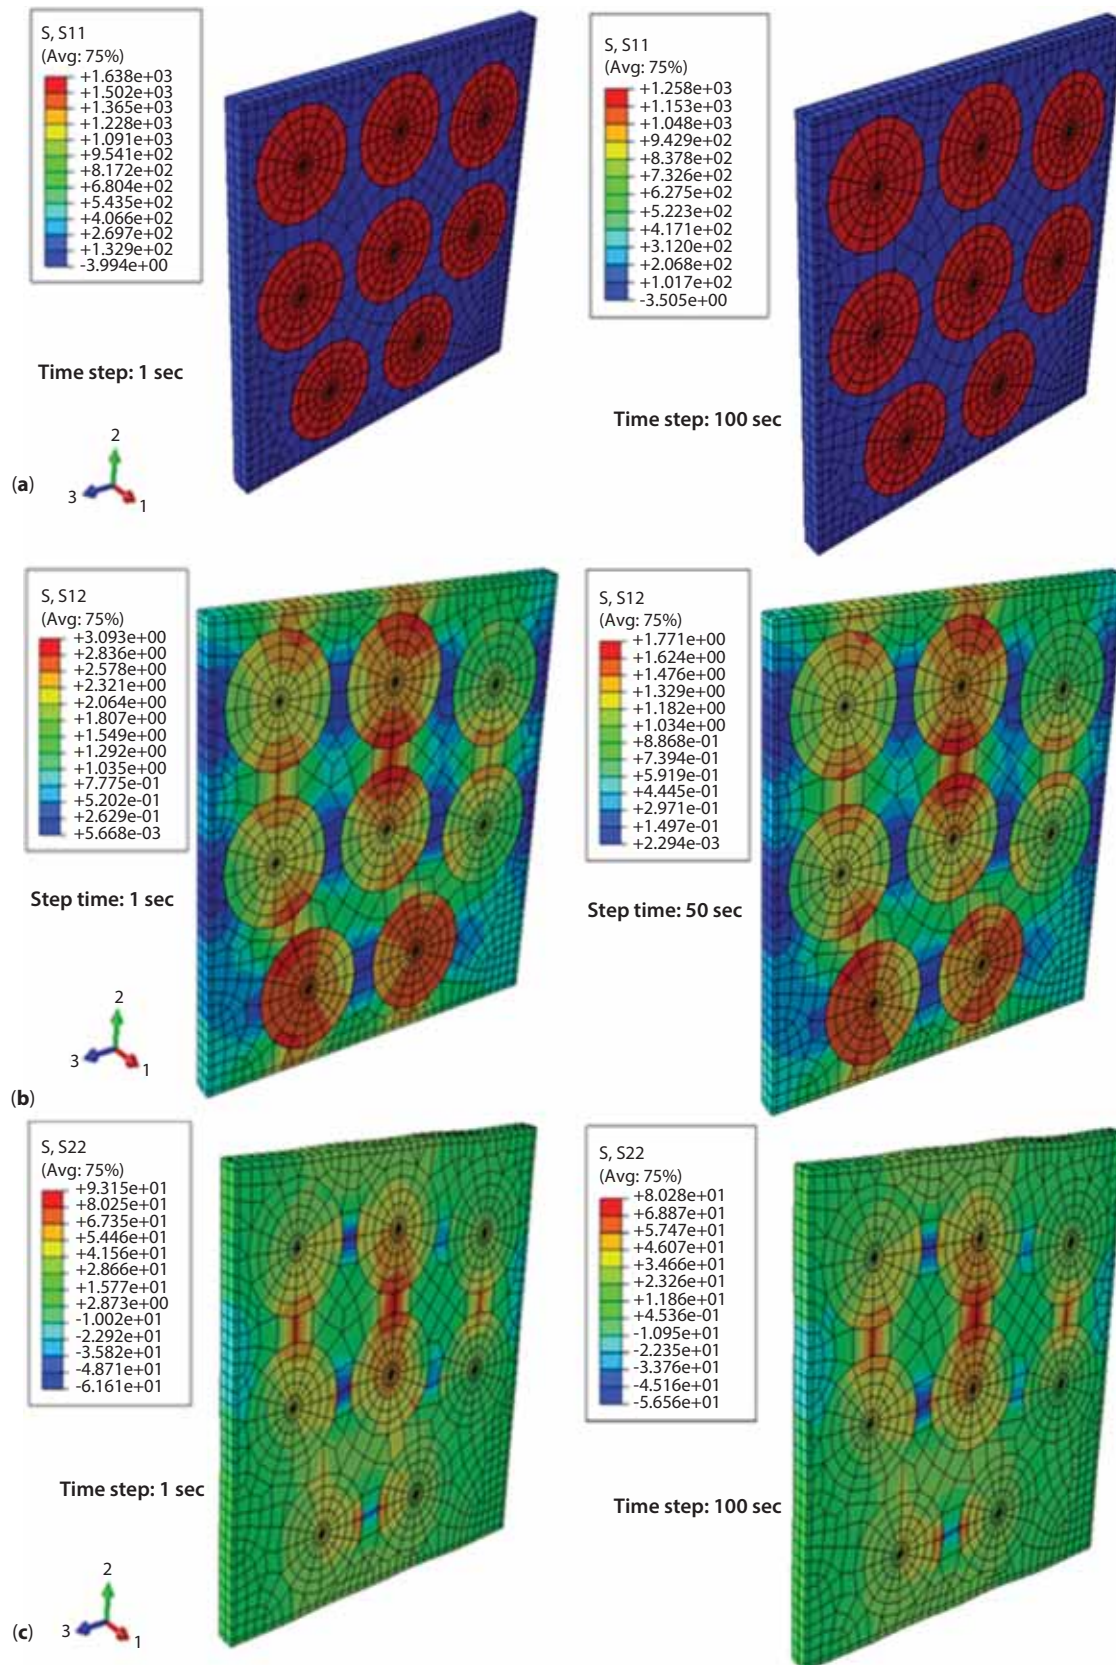 S, S11
(Avg: 75%)
+1.638e+03
+1.502e+03
+1.365e+03
+1.228e+03
+1.091e+03
+9.541e+02
+8.172e+02
+6.804e+02
+5.435e+02
+4.066e+02
+2.697e+02
+1.329e+02
-3.994e+00
Time step: 1 sec
2
3
1
(a)
S, S11
(Avg: 75%)
+1.258e+03
+1.153e+03
+1.048e+03
+9.429e+02
+8.378e+02
+7.326e+02
+6.275e+02
+5.223e+02
+4.171e+02
+3.120e+02
+2.068e+02
+1.017e+02
-3.505e+00
Time step: 100 sec
S, S12
(Avg: 75%)
+3.093e+00
+2.836e+00
+2.578e+00
+2.321e+00
+2.064e+00
+1.807e+00
+1.549e+00
+1.292e+00
+1.035e+00
+7.775e-01
+5.202e-01
+2.629e-01
+5.668e-03
Step time: 1 sec
2
3
1
(b)
S, S12
(Avg: 75%)
+1.771e+00
+1.624e+00
+1.476e+00
+1.329e+00
+1.182e+00
+1.034e+00
+8.868e-01
+7.394e-01
+5.919e-01
+4.445e-01
+2.971e-01
+1.497e-01
+2.294e-03
Step time: 50 sec
S, S22
(Avg: 75%)
+9.315e+01
+8.025e+01
+6.735e+01
+5.446e+01
+4.156e+01
+2.866e+01
+1.577e+01
+2.873e+00
-1.002e+01
-2.292e+01
-3.582e+01
-4.871e+01
-6.161e+01
Time step: 1 sec
2
3
1
(c)
S, S22
(Avg: 75%)
+8.028e+01
+6.887e+01
+5.747e+01
+4.607e+01
+3.466e+01
+2.326e+01
+1.186e+01
+4.536e-01
-1.095e+01
-2.235e+01
-3.376e+01
-4.516e+01
-5.656e+01
Time step: 100 sec